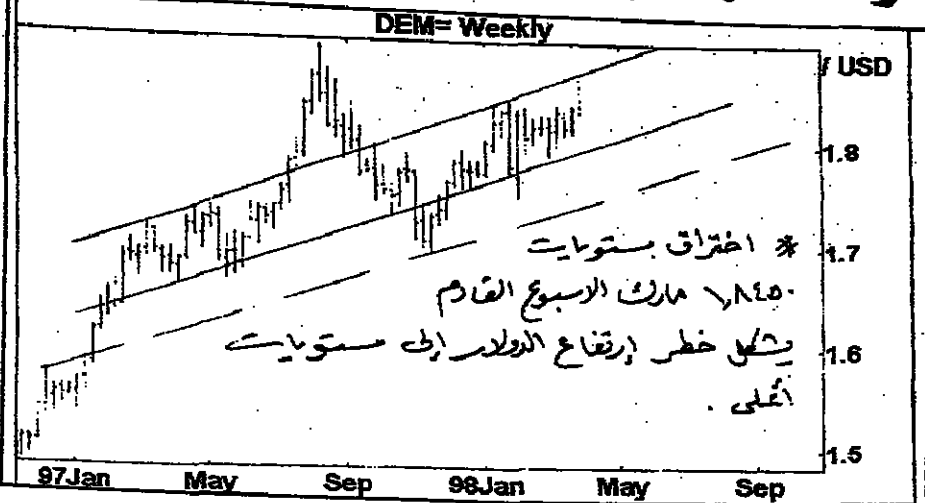 DEM= Weekly
/ USD
1.8
* اختراق مستويات
1.7
١,٨٤٥٠ مارك الاسبوع القادم
يشكل خطر إرتفاع الدولار إلى مستويات
1.6
أعلى .
1.5
97Jan May Sep 98Jan May Sep